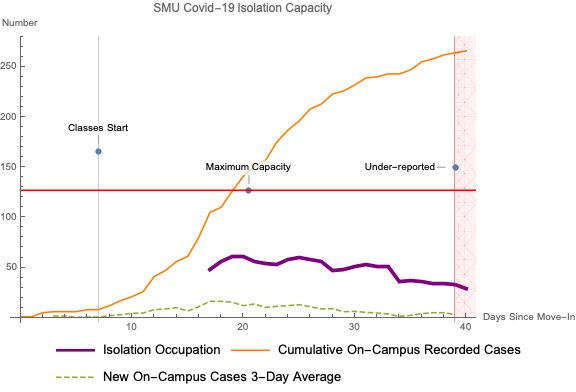 SMU Covid-19 Isolation Capacity
Number
250
200
Classes Start
150
Maximum Capacity
Under-reported
100
50
10
20
30
40
Days Since Move-In
Isolation Occupation
Cumulative On-Campus Recorded Cases
New On-Campus Cases 3-Day Average